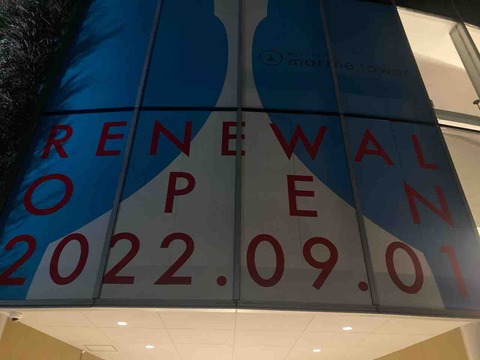 marine tower
RENEWAL
OPEN
2022.09.01